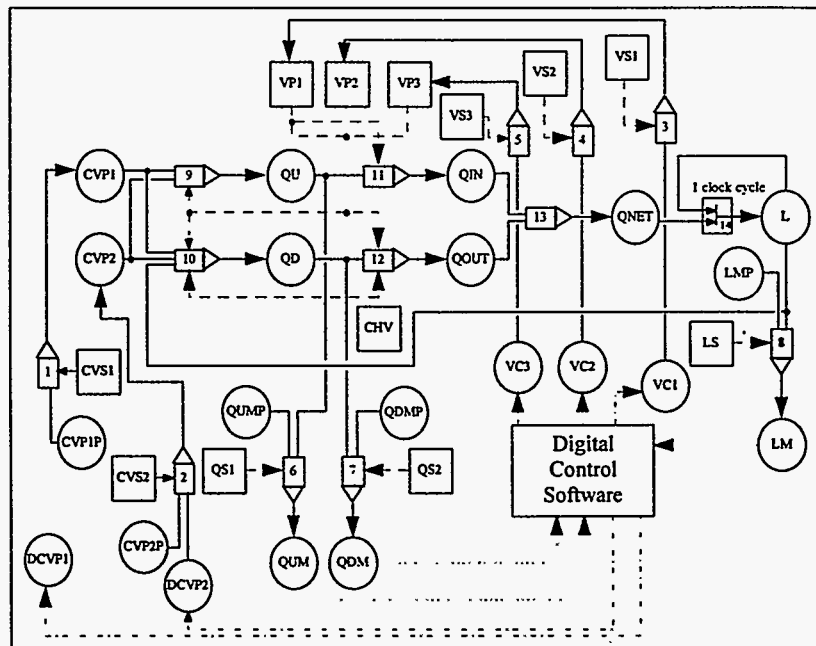 VS1
VS2
VP1
VP2
VP3
VS3
5
4
3
CVP1
9
QU
11
QIN
1 clock cycle
13
QNET
14
L
CVP2
10
QD
12
QOUT
LMP
CHV
1
CVS1
LS
8
VC3
VC2
VC1
CVP1P
QUMP
QDMP
LM
CVS2
2
QS1
6
7
QS2
Digital
Control
Software
CVP2P
DCVP1
DCVP2
QUM
QDM